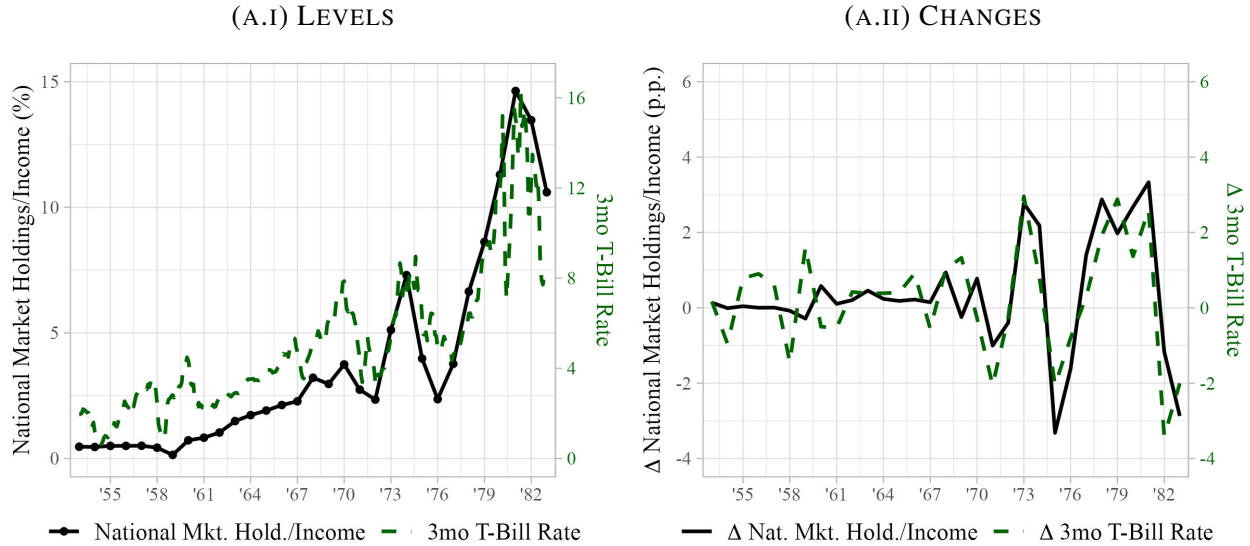 (A.I) LEVELS
National Market Holdings/Income (%)
15
10
5
0
16
12
8
4
0
3mo T-Bill Rate
'55 '58 '61 '64 '67 '70 '73 '76 '79 '82
National Mkt. Hold./Income 3mo T-Bill Rate
(A.II) CHANGES
Δ National Market Holdings/Income (p.p.)
6
4
2
0
-2
-4
6
4
2
0
-2
-4
Δ 3mo T-Bill Rate
'55 '58 '61 '64 '67 '70 '73 '76 '79 '82
Δ Nat. Mkt. Hold./Income Δ 3mo T-Bill Rate